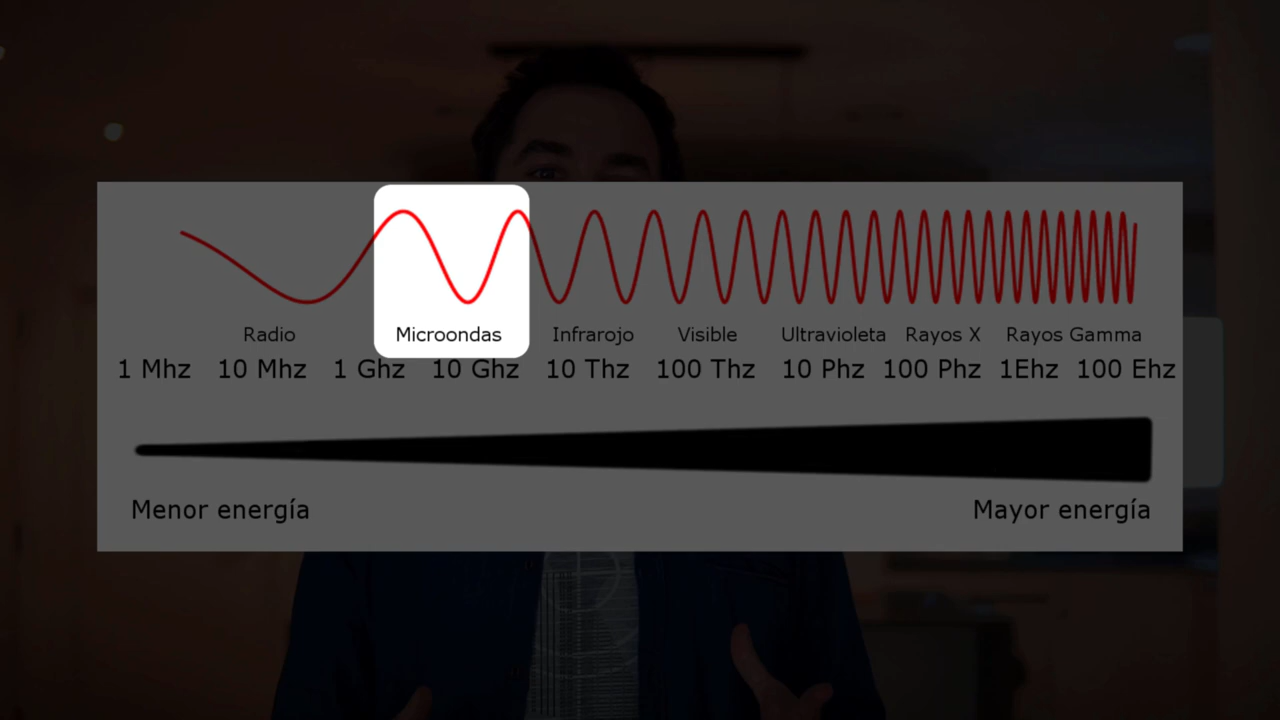 Radio Microondas Infrarojo Visible Ultravioleta Rayos X Rayos Gamma
1 Mhz 10 Mhz 1 Ghz 10 Ghz 10 Thz 100 Thz 10 Phz 100 Phz 1Ehz 100 Ehz
Menor energía Mayor energía